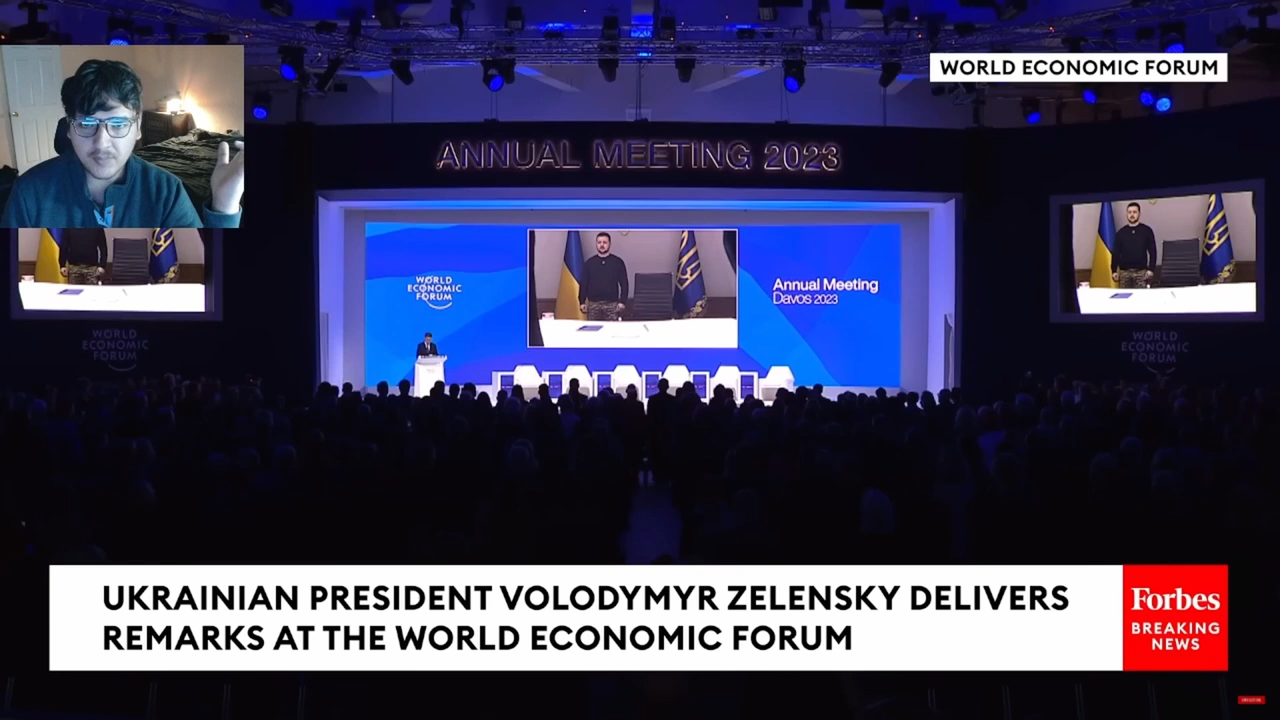 WORLD ECONOMIC FORUM
ANNUAL MEETING 2023
WORLD
ECONOMIC
FORUM
Annual Meeting
Davos 2023
WORLD
ECONOMIC
FORUM
WORLD
ECONOMIC
FORUM
UKRAINIAN PRESIDENT VOLODYMYR ZELENSKY DELIVERS
REMARKS AT THE WORLD ECONOMIC FORUM
Forbes
BREAKING
NEWS